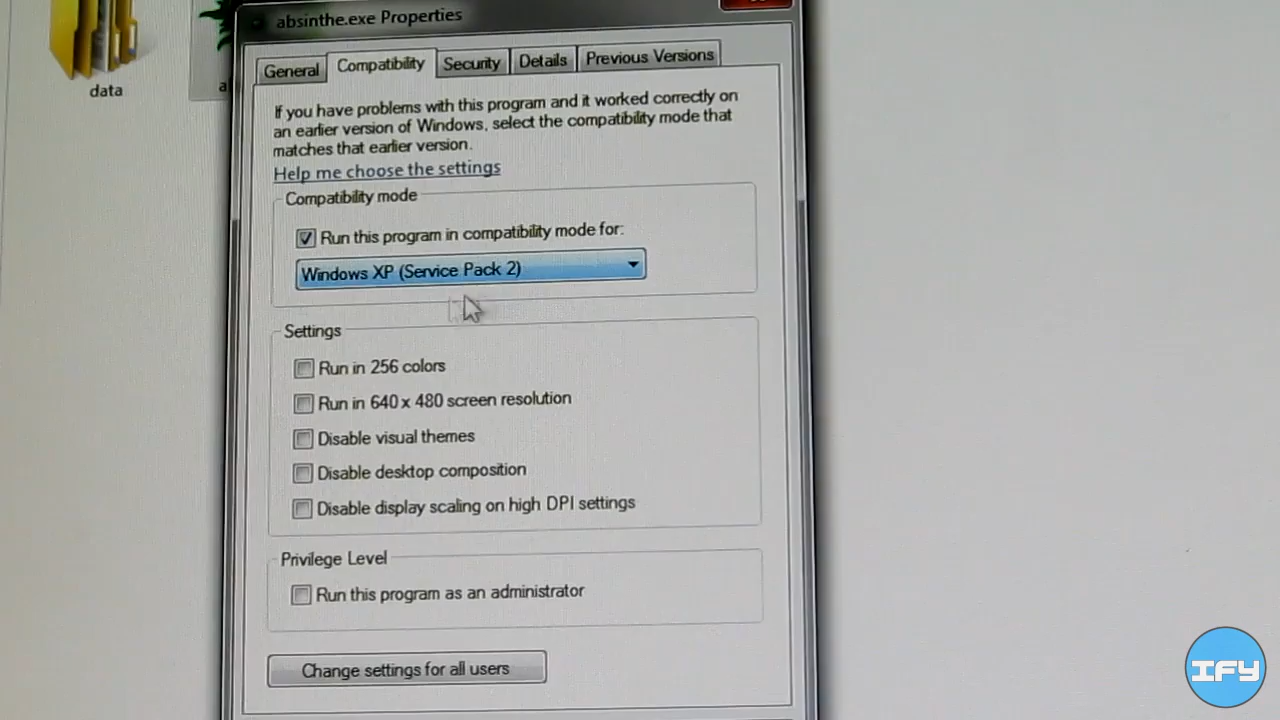 absinthe.exe Properties
data
General
Compatibility
Security
Details
Previous Versions
If you have problems with this program and it worked correctly on
an earlier version of Windows, select the compatibility mode that
matches that earlier version.
Help me choose the settings
Compatibility mode
Run this program in compatibility mode for:
Windows XP (Service Pack 2)
Settings
Run in 256 colors
Run in 640 x 480 screen resolution
Disable visual themes
Disable desktop composition
Disable display scaling on high DPI settings
Privilege Level
Run this program as an administrator
Change settings for all users
IFY